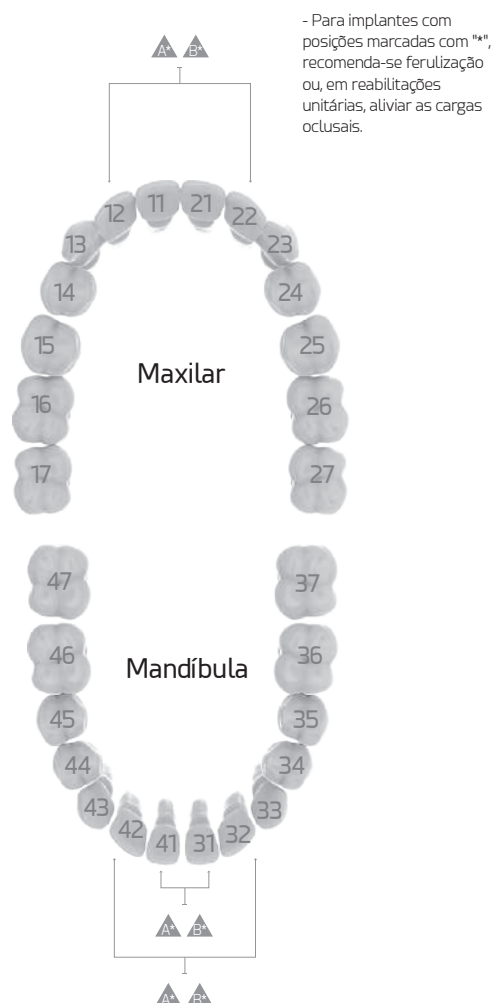 - Para implantes com
posições marcadas com "*",
recomenda-se ferulização
ou, em reabilitações
unitárias, aliviar as cargas
oclusais.
A* B*
12 11 21 22
13 23
14 24
15 25
Maxilar
16 26
17 27
47 37
46 36
Mandíbula
45 35
44 34
43 33
42 41 31 32
A* B*
A* B*